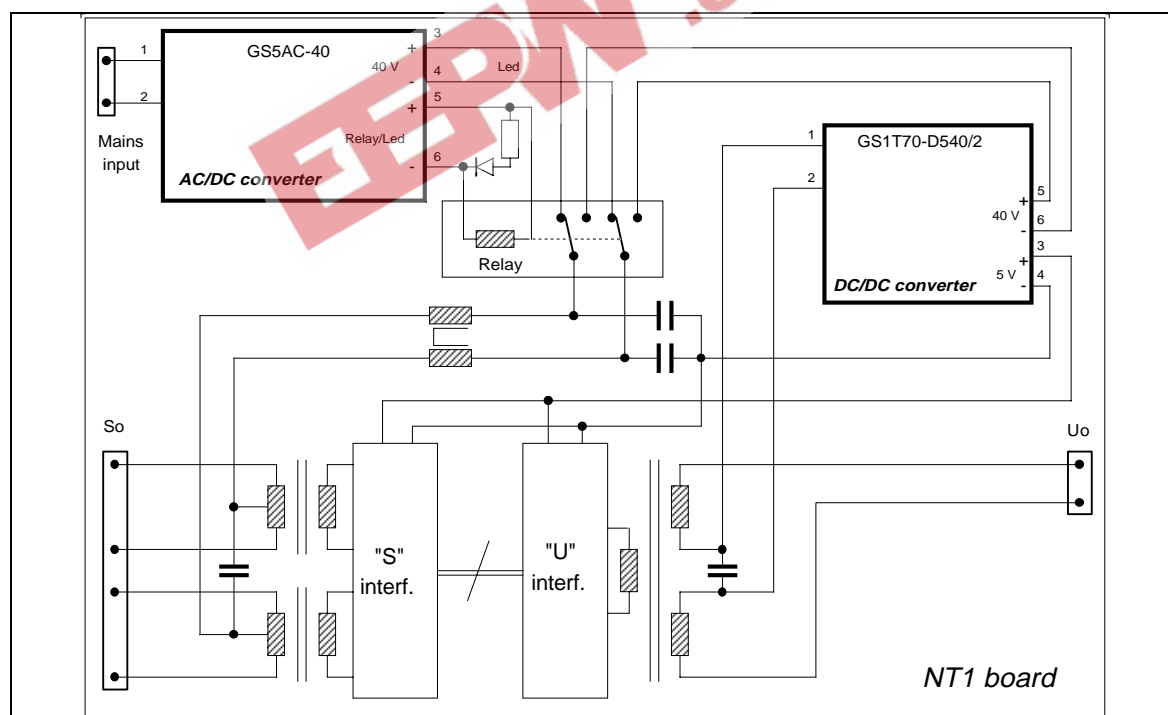 EEPW
GS5AC-40
Mains
input
1
2
3
+
40 V
-
4
Led
+
5
Relay/Led
6
-
AC/DC converter
Relay
GS1T70-D540/2
1
2
5
+
40 V
6
-
3
+
5 V
4
-
DC/DC converter
So
"S"
interf.
"U"
interf.
Uo
NT1 board